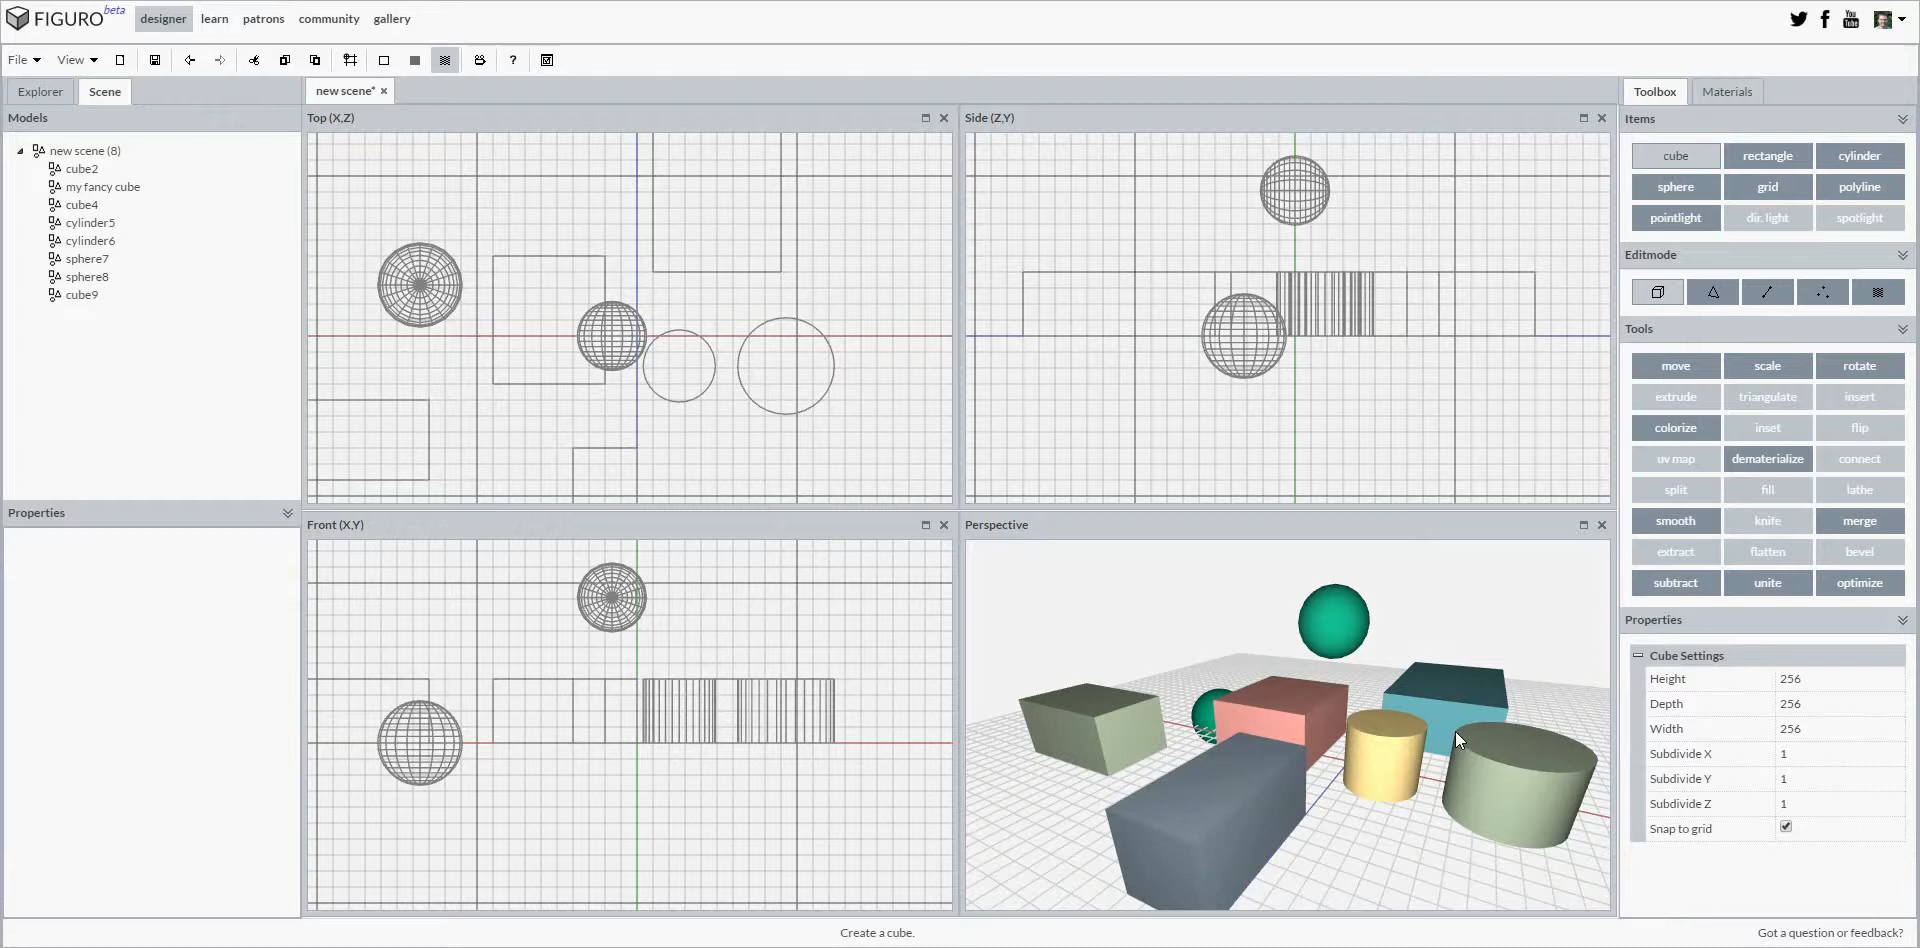 FIGURO beta designer learn patrons community gallery You Tube
File View ?
Explorer Scene new scene* × Toolbox Materials
Models
new scene (8)
cube2
my fancy cube
cube4
cylinder5
cylinder6
sphere7
sphere8
cube9
Properties
Top (X,Z)
Side (Z,Y)
Front (X,Y)
Perspective
Items
cube rectangle cylinder
sphere grid polyline
pointlight dir. light spotlight
Editmode
Tools
move scale rotate
extrude triangulate insert
colorize inset flip
uv map dematerialize connect
split fill lathe
smooth knife merge
extract flatten bevel
subtract unite optimize
Properties
Cube Settings
Height 256
Depth 256
Width 256
Subdivide X 1
Subdivide Y 1
Subdivide Z 1
Snap to grid
Create a cube.
Got a question or feedback?